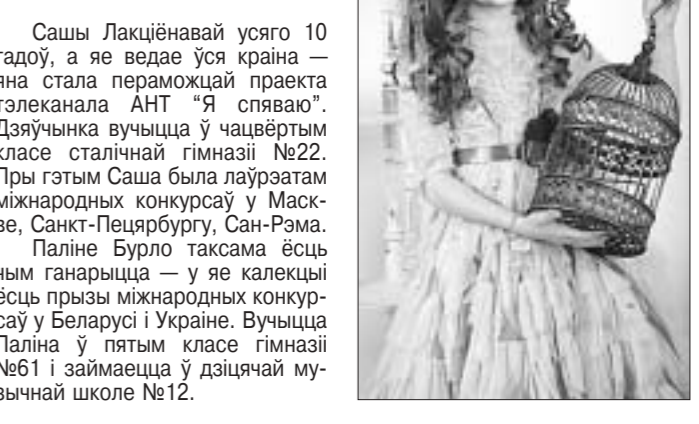 Сашы Лакціёнавай усяго 10
гадоў, а яе ведае ўся краіна —
яна стала пераможцай праекта
тэлеканала АНТ “Я спяваю”.
Дзяўчынка вучыцца ў чацвёртым
класе сталічнай гімназіі №22.
Пры гэтым Саша была лаўрэатам
міжнародных конкурсаў у Маск-
ве, Санкт-Пецярбургу, Сан-Рэма.
Паліне Бурло таксама ёсць
чым ганарыцца — у яе калекцыі
ёсць прызы міжнародных конкур-
саў у Беларусі і Украіне. Вучыцца
Паліна ў пятым класе гімназіі
№61 і займаецца ў дзіцячай му-
зычнай школе №12.